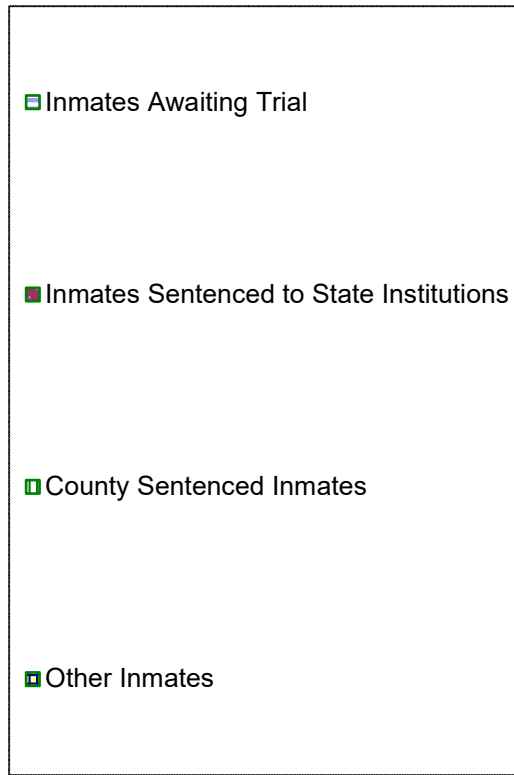 Inmates Awaiting Trial
Inmates Sentenced to State Institutions
County Sentenced Inmates
Other Inmates